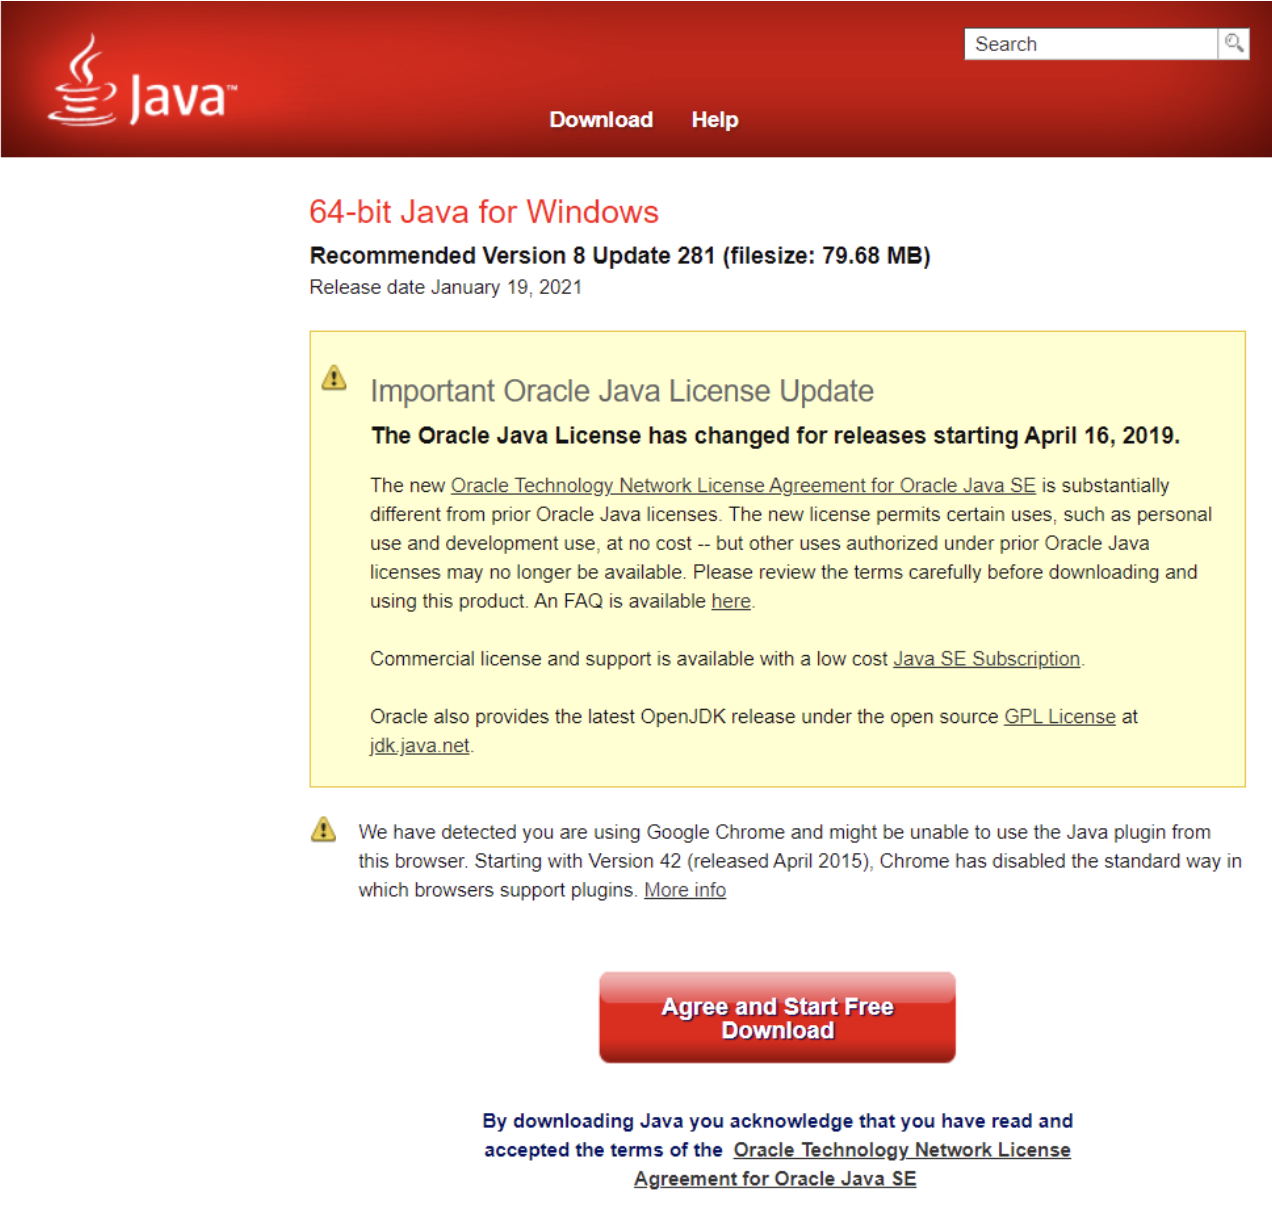 Search
Java™
Download Help
64-bit Java for Windows
Recommended Version 8 Update 281 (filesize: 79.68 MB)
Release date January 19, 2021
Important Oracle Java License Update
The Oracle Java License has changed for releases starting April 16, 2019.
The new Oracle Technology Network License Agreement for Oracle Java SE is substantially
different from prior Oracle Java licenses. The new license permits certain uses, such as personal
use and development use, at no cost -- but other uses authorized under prior Oracle Java
licenses may no longer be available. Please review the terms carefully before downloading and
using this product. An FAQ is available here.
Commercial license and support is available with a low cost Java SE Subscription.
Oracle also provides the latest OpenJDK release under the open source GPL License at
jdk.java.net.
We have detected you are using Google Chrome and might be unable to use the Java plugin from
this browser. Starting with Version 42 (released April 2015), Chrome has disabled the standard way in
which browsers support plugins. More info
Agree and Start Free
Download
By downloading Java you acknowledge that you have read and
accepted the terms of the Oracle Technology Network License
Agreement for Oracle Java SE